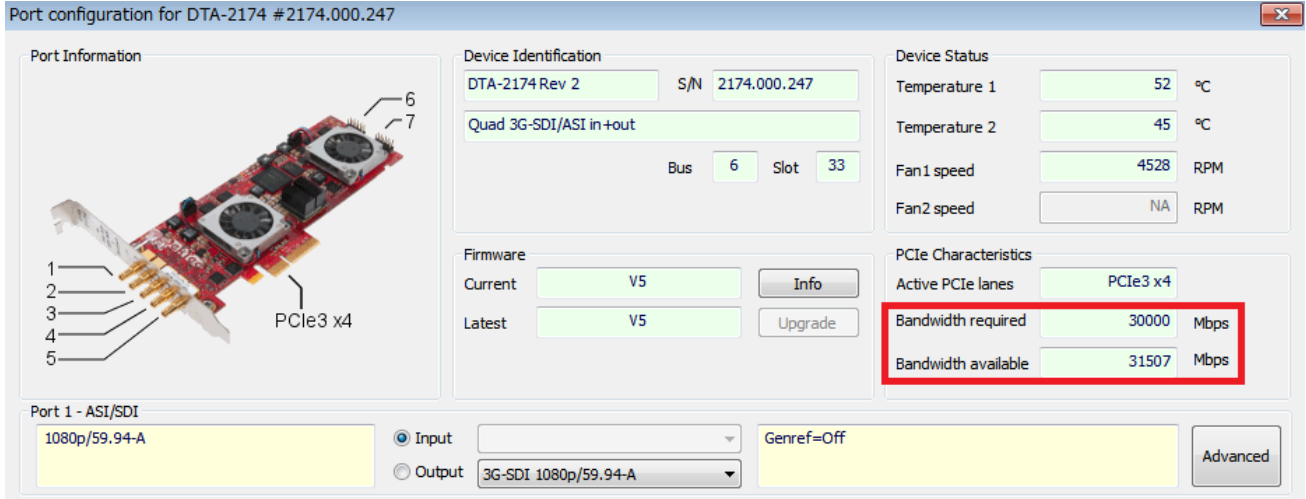 Port configuration for DTA-2174 #2174.000.247
Port Information
6
7
1
2
3
4
5
PCIe3 x4
Device Identification
DTA-2174 Rev 2 S/N 2174.000.247
Quad 3G-SDI/ASI in+out
Bus 6 Slot 33
Device Status
Temperature 1 52 °C
Temperature 2 45 °C
Fan1 speed 4528 RPM
Fan2 speed NA RPM
Firmware
Current V5 Info
Latest V5 Upgrade
PCIe Characteristics
Active PCIe lanes PCIe3 x4
Bandwidth required 30000 Mbps
Bandwidth available 31507 Mbps
Port 1 - ASI/SDI
1080p/59.94-A
Input
Output 3G-SDI 1080p/59.94-A
Genref=Off
Advanced